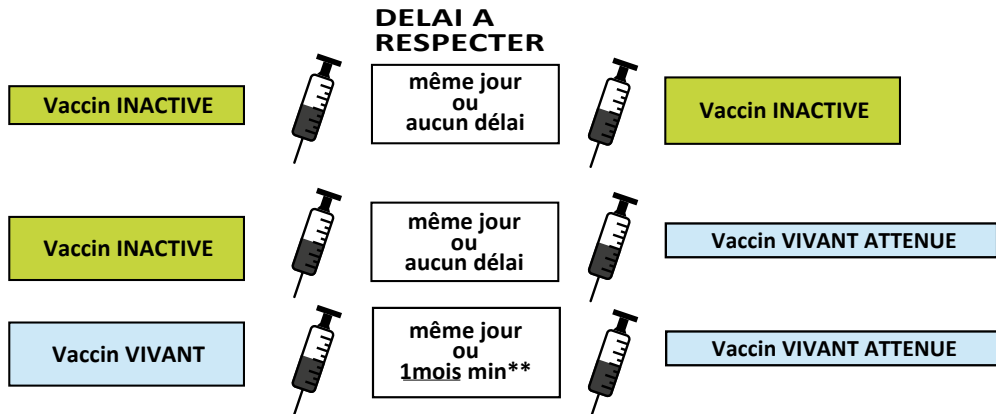 DELAI A
RESPECTER
Vaccin INACTIVE
même jour
ou
aucun délai
Vaccin INACTIVE
Vaccin INACTIVE
même jour
ou
aucun délai
Vaccin VIVANT ATTENUE
Vaccin VIVANT
même jour
ou
1mois min**
Vaccin VIVANT ATTENUE